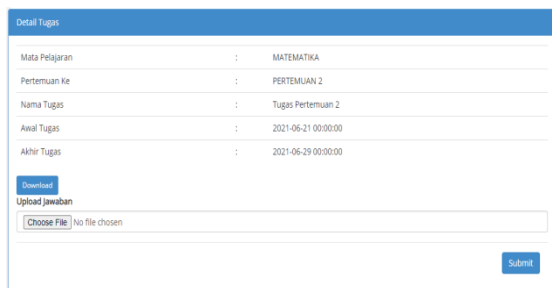 Detail Tugas
Mata Pelajaran : MATEMATIKA
Pertemuan Ke : PERTEMUAN 2
Nama Tugas : Tugas Pertemuan 2
Awal Tugas : 2021-06-21 00:00:00
Akhir Tugas : 2021-06-29 00:00:00
Download
Upload Jawaban
Choose File No file chosen
Submit